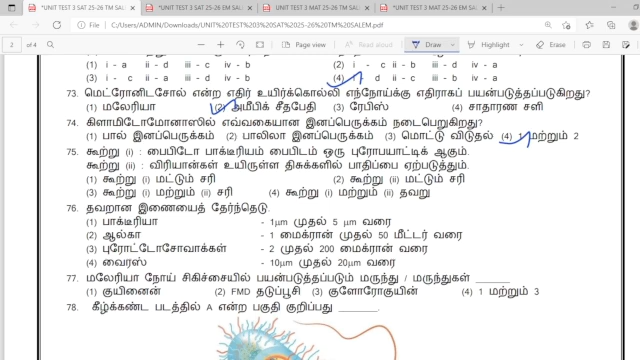 *UNIT TEST 3 SAT 25-26 TM SALE
*UNIT TEST 3 SAT 25-26 EM SALEM
UNIT TEST 3 MAT 25-26 TM SALEM
*UNIT TEST 3 MAT 25-26 EM SALEM
File | C:/Users/ADMIN/Downloads/UNIT%20TEST%203%20SAT%2025-26%20TM%20SALEM.pdf
2 of 4 Page view Read aloud Add text Draw Highlight Erase
(1) i - a ii - d iii - c iv - b (2) i - c ii - d iii - b iv - a
(3) i - c ii - a iii - d iv - b (4) d ii - c iii - b iv - a
73. மெட்ரோனிடசோல் என்ற எதிர் உயிர்க்கொல்லி எந்நோய்க்கு எதிராகப் பயன்படுத்தப்படுகிறது?
(1) மலேரியா (2) அமீபிக் சீதபேதி (3) ரேபிஸ் (4) சாதாரண சளி
74. கிளாமிடோமோனாஸில் எவ்வகையான இனப்பெருக்கம் நடைபெறுகிறது?
(1) பால் இனப்பெருக்கம் (2) பாலிலா இனப்பெருக்கம் (3) மொட்டு விடுதல் (4) 1 மற்றும் 2
75. கூற்று (i) : பைபிடோ பாக்டீரியம் பைபிடம் ஒரு புரோபயாட்டிக் ஆகும்.
கூற்று (ii) : விரியான்கள் உயிருள்ள திசுக்களில் பாதிப்பை ஏற்படுத்தும்.
(1) கூற்று (i) மட்டும் சரி (2) கூற்று (ii) மட்டும் சரி
(3) கூற்று (i) மற்றும் (ii) சரி (4) கூற்று (i) மற்றும் (ii) தவறு
76. தவறான இணையைத் தேர்ந்தெடு.
(1) பாக்டீரியா - 1μm முதல் 5 μm வரை
(2) ஆல்கா - 1 மைக்ரான் முதல் 50 மீட்டர் வரை
(3) புரோட்டோசோவாக்கள் - 2 முதல் 200 மைக்ரான் வரை
(4) வைரஸ் - 10μm முதல் 20μm வரை
77. மலேரியா நோய் சிகிச்சையில் பயன்படுத்தப்படும் மருந்து / மருந்துகள் ______
(1) குயினைன் (2) FMD தடுப்பூசி (3) குளோரோகுயின் (4) 1 மற்றும் 3
78. கீழ்க்கண்ட படத்தில் A என்ற பகுதி குறிப்பது ______.